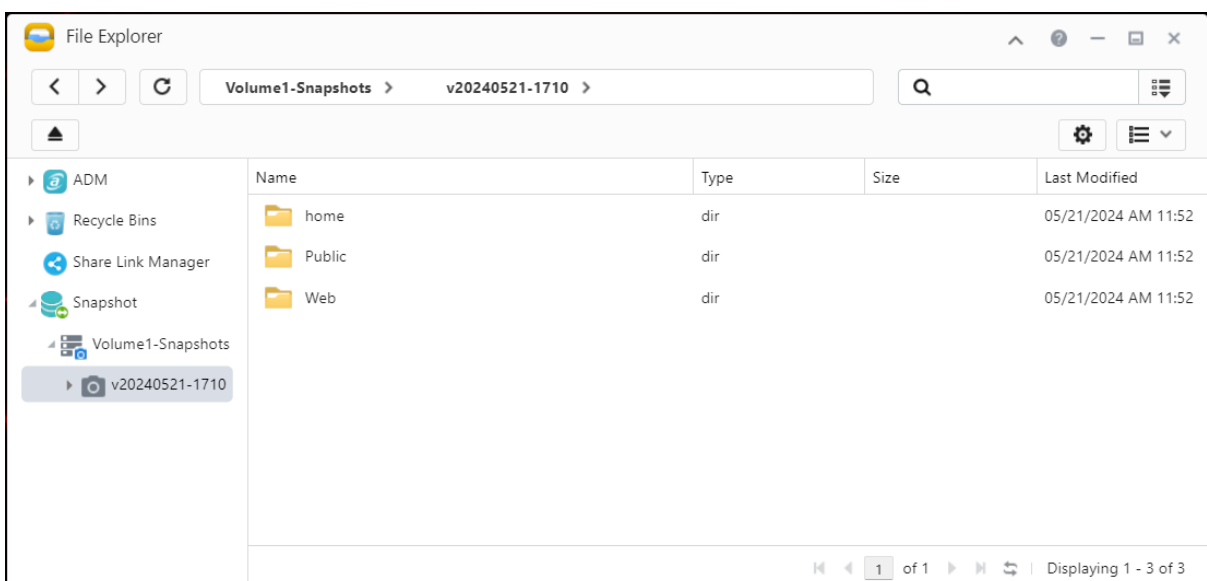 File Explorer
Volume1-Snapshots > v20240521-1710 >
ADM
Recycle Bins
Share Link Manager
Snapshot
Volume1-Snapshots
v20240521-1710
Name Type Size Last Modified
home dir 05/21/2024 AM 11:52
Public dir 05/21/2024 AM 11:52
Web dir 05/21/2024 AM 11:52
1 of 1 Displaying 1 - 3 of 3